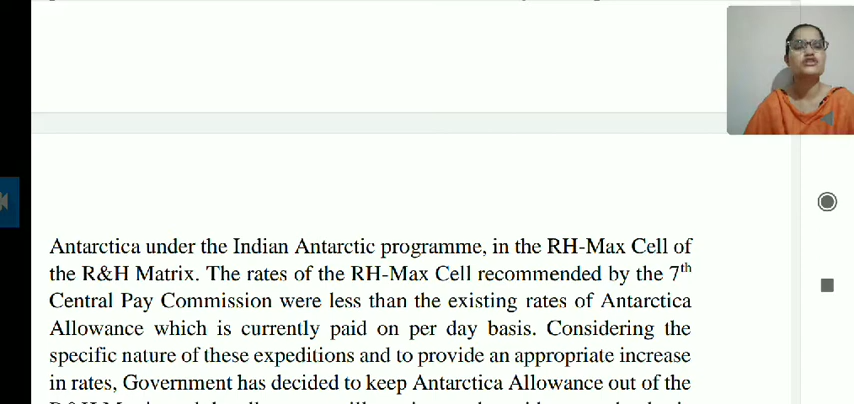 Antarctica under the Indian Antarctic programme, in the RH-Max Cell of
the R&H Matrix. The rates of the RH-Max Cell recommended by the 7th
Central Pay Commission were less than the existing rates of Antarctica
Allowance which is currently paid on per day basis. Considering the
specific nature of these expeditions and to provide an appropriate increase
in rates, Government has decided to keep Antarctica Allowance out of the